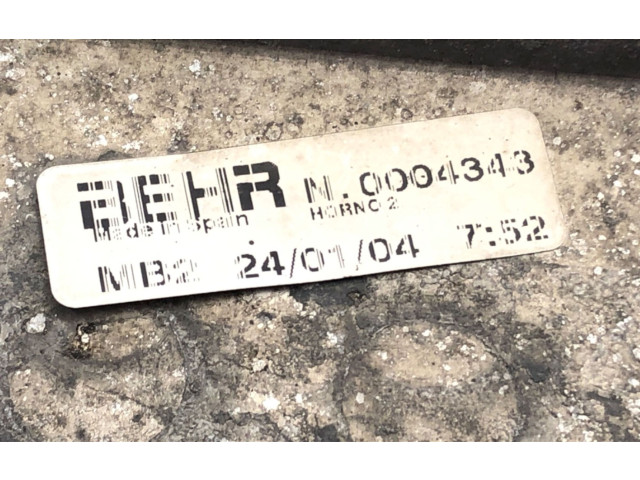 BEHR N.0004343
Made in Spain HORNO 2
MB2 24/01/04 7:52